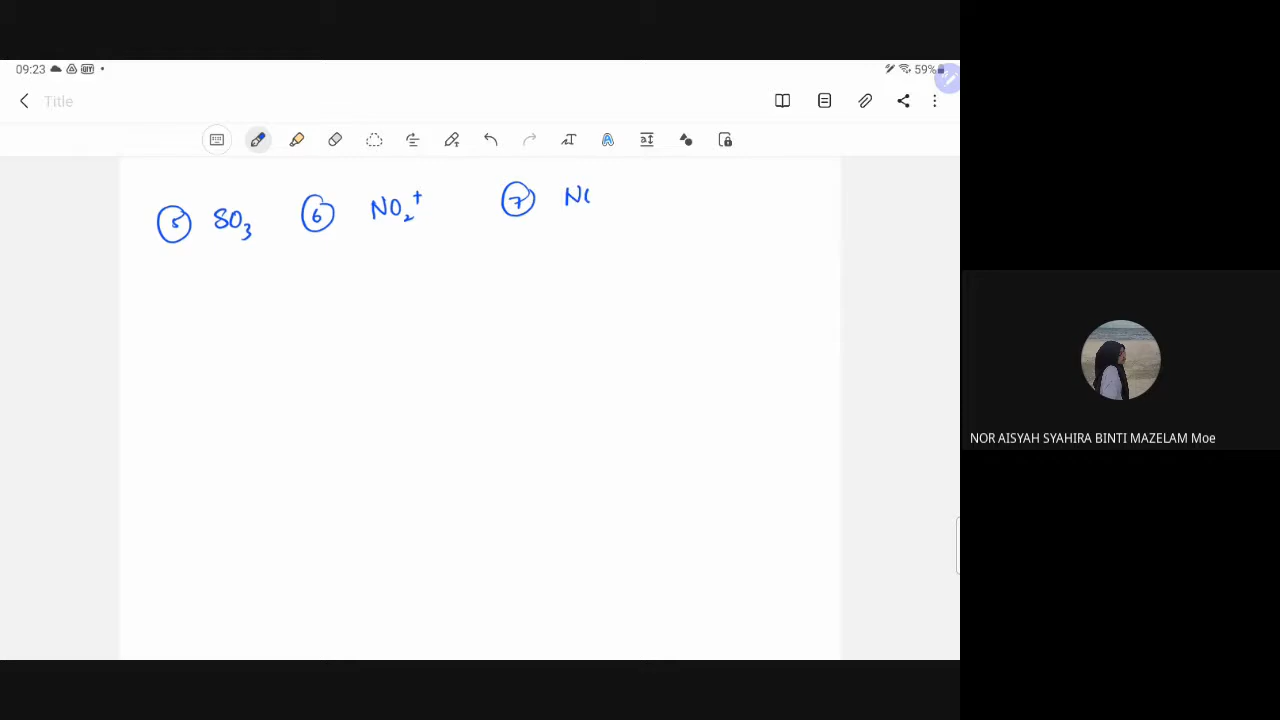 09:23 59%
Title
⑤ SO₃ ⑥ NO₂⁺ ⑦ N(
NOR AISYAH SYAHIRA BINTI MAZELAM Moe